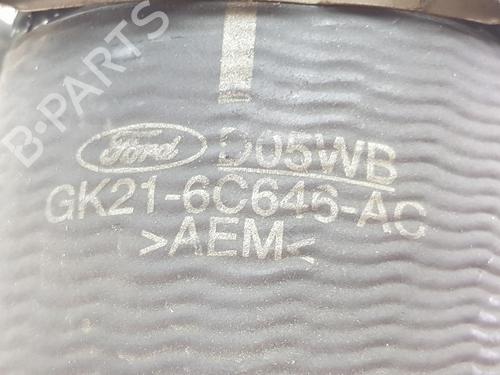 B-PARTS
Ford D05WB
GK21-6C646-AC
>AEM<